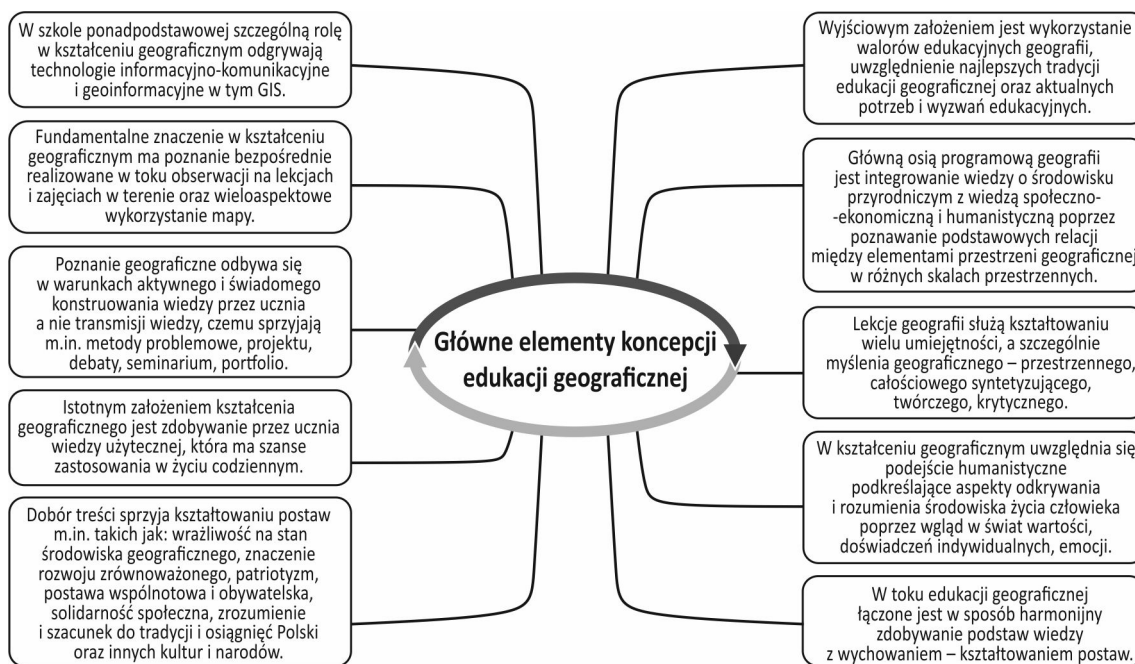 W szkole ponadpodstawowej szczególną rolę
w kształceniu geograficznym odgrywają
technologie informacyjno-komunikacyjne
i geoinformacyjne w tym GIS.
Fundamentalne znaczenie w kształceniu
geograficznym ma poznanie bezpośrednie
realizowane w toku obserwacji na lekcjach
i zajęciach w terenie oraz wieloaspektowe
wykorzystanie mapy.
Poznanie geograficzne odbywa się
w warunkach aktywnego i świadomego
konstruowania wiedzy przez ucznia
a nie transmisji wiedzy, czemu sprzyjają
m.in. metody problemowe, projektu,
debaty, seminarium, portfolio.
Istotnym założeniem kształcenia
geograficznego jest zdobywanie przez ucznia
wiedzy użytecznej, która ma szanse
zastosowania w życiu codziennym.
Dobór treści sprzyja kształtowaniu postaw
m.in. takich jak: wrażliwość na stan
środowiska geograficznego, znaczenie
rozwoju zrównoważonego, patriotyzm,
postawa wspólnotowa i obywatelska,
solidarność społeczna, zrozumienie
i szacunek do tradycji i osiągnięć Polski
oraz innych kultur i narodów.
Główne elementy koncepcji
edukacji geograficznej
Wyjściowym założeniem jest wykorzystanie
walorów edukacyjnych geografii,
uwzględnienie najlepszych tradycji
edukacji geograficznej oraz aktualnych
potrzeb i wyzwań edukacyjnych.
Główną osią programową geografii
jest integrowanie wiedzy o środowisku
przyrodniczym z wiedzą społeczno-
-ekonomiczną i humanistyczną poprzez
poznawanie podstawowych relacji
między elementami przestrzeni geograficznej
w różnych skalach przestrzennych.
Lekcje geografii służą kształtowaniu
wielu umiejętności, a szczególnie
myślenia geograficznego – przestrzennego,
całościowego syntetyzującego,
twórczego, krytycznego.
W kształceniu geograficznym uwzględnia się
podejście humanistyczne
podkreślające aspekty odkrywania
i rozumienia środowiska życia człowieka
poprzez wgląd w świat wartości,
doświadczeń indywidualnych, emocji.
W toku edukacji geograficznej
łączone jest w sposób harmonijny
zdobywanie podstaw wiedzy
z wychowaniem – kształtowaniem postaw.